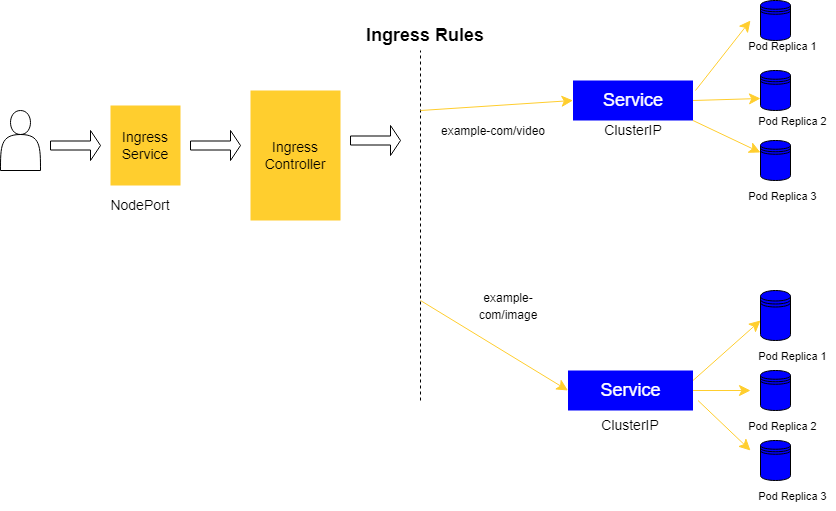 Ingress Rules
Pod Replica 1
Service
ClusterIP
example-com/video
Pod Replica 2
Pod Replica 3
Ingress
Service
NodePort
Ingress
Controller
example-
com/image
Service
ClusterIP
Pod Replica 1
Pod Replica 2
Pod Replica 3